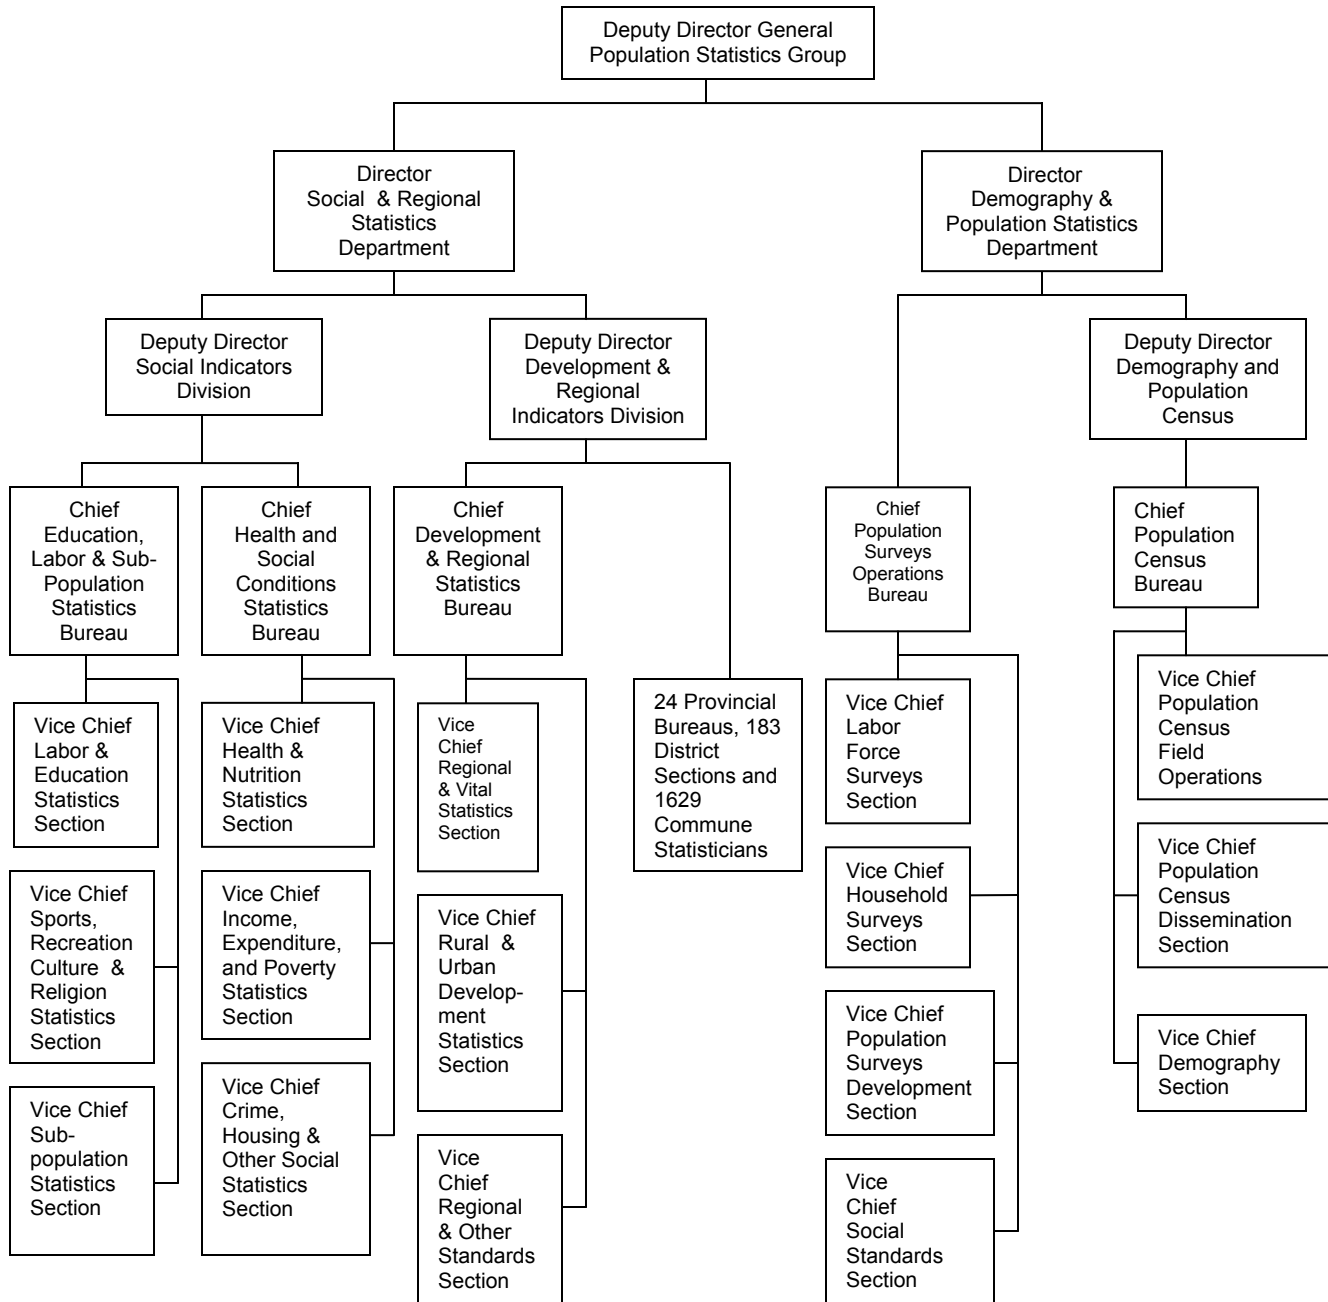 Deputy Director General
Population Statistics Group
Director
Social & Regional
Statistics
Department
Director
Demography &
Population Statistics
Department
Deputy Director
Social Indicators
Division
Deputy Director
Development &
Regional
Indicators Division
Deputy Director
Demography and
Population
Census
Chief
Education,
Labor & Sub-
Population
Statistics
Bureau
Chief
Health and
Social
Conditions
Statistics
Bureau
Chief
Development
& Regional
Statistics
Bureau
Chief
Population
Surveys
Operations
Bureau
Chief
Population
Census
Bureau
Vice Chief
Labor &
Education
Statistics
Section
Vice Chief
Health &
Nutrition
Statistics
Section
Vice
Chief
Regional
& Vital
Statistics
Section
24 Provincial
Bureaus, 183
District
Sections and
1629
Commune
Statisticians
Vice Chief
Labor
Force
Surveys
Section
Vice Chief
Population
Census
Field
Operations
Vice Chief
Sports,
Recreation
Culture &
Religion
Statistics
Section
Vice Chief
Income,
Expenditure,
and Poverty
Statistics
Section
Vice Chief
Rural &
Urban
Develop-
ment
Statistics
Section
Vice Chief
Household
Surveys
Section
Vice Chief
Population
Census
Dissemination
Section
Vice Chief
Sub-
population
Statistics
Section
Vice Chief
Crime,
Housing &
Other Social
Statistics
Section
Vice
Chief
Regional
& Other
Standards
Section
Vice Chief
Population
Surveys
Development
Section
Vice Chief
Demography
Section
Vice
Chief
Social
Standards
Section